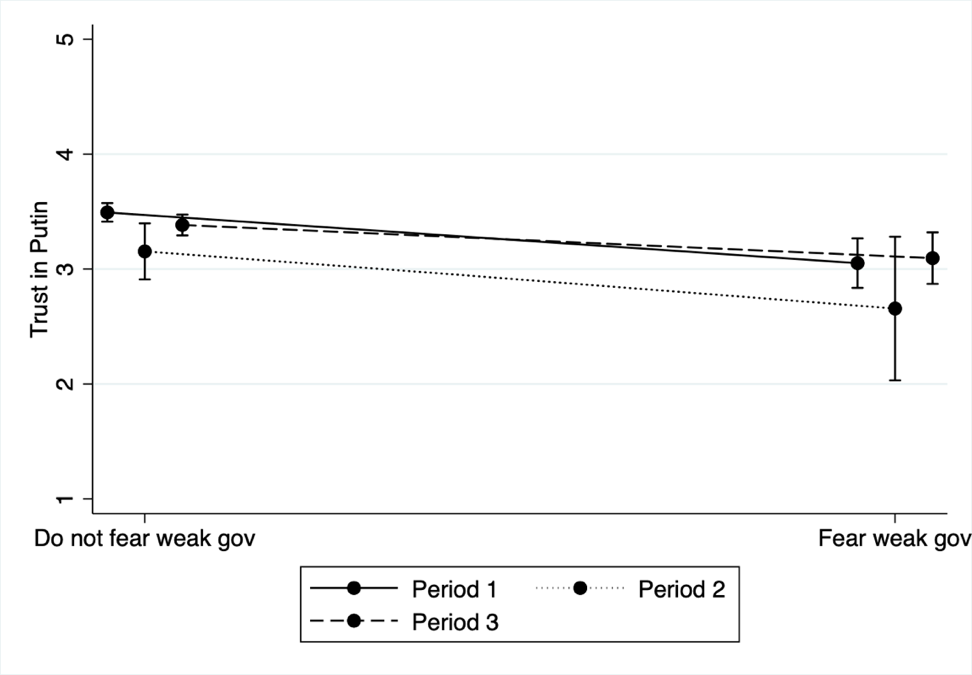 5
4
3
2
1
Trust in Putin
Do not fear weak gov
Fear weak gov
Period 1
Period 2
Period 3